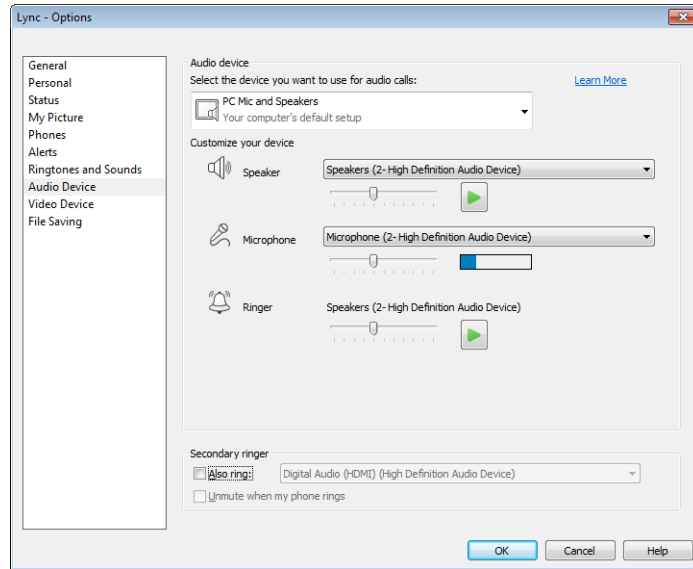 Lync - Options
General
Personal
Status
My Picture
Phones
Alerts
Ringtones and Sounds
Audio Device
Video Device
File Saving
Audio device
Select the device you want to use for audio calls:
Learn More
PC Mic and Speakers
Your computer's default setup
Customize your device
Speaker
Speakers (2- High Definition Audio Device)
Microphone
Microphone (2- High Definition Audio Device)
Ringer
Speakers (2- High Definition Audio Device)
Secondary ringer
Also ring:
Digital Audio (HDMI) (High Definition Audio Device)
Unmute when my phone rings
OK
Cancel
Help